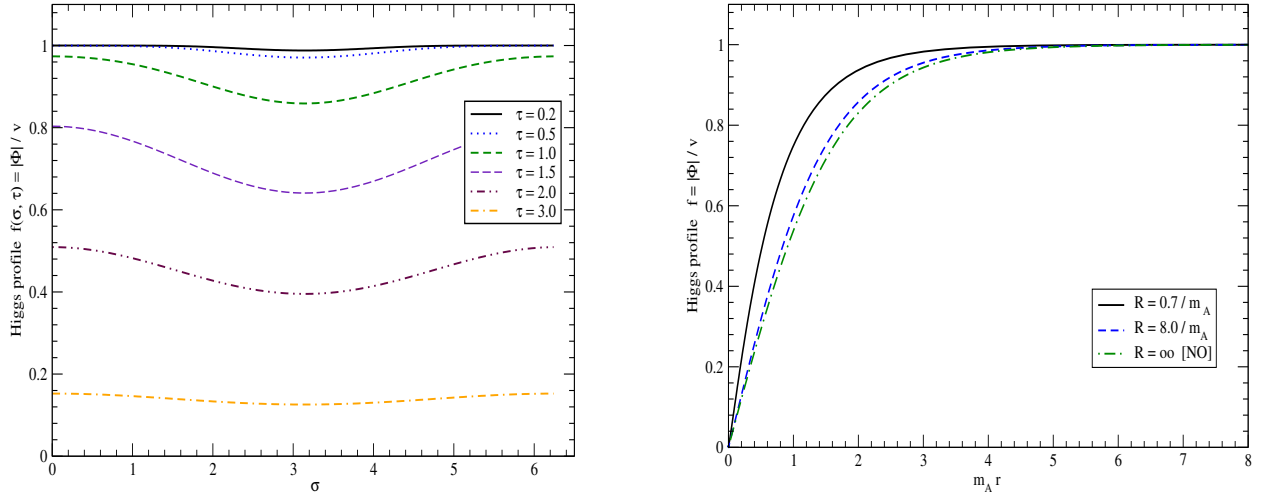 0 1 2 3 4 5 6
σ
0
0.2
0.4
0.6
0.8
1
Higgs profile f(σ, τ) = |Φ| / v
τ = 0.2
τ = 0.5
τ = 1.0
τ = 1.5
τ = 2.0
τ = 3.0
0 1 2 3 4 5 6 7 8
m_A r
0
0.2
0.4
0.6
0.8
1
Higgs profile f = |Φ| / v
R = 0.7 / m_A
R = 8.0 / m_A
R = oo [NO]